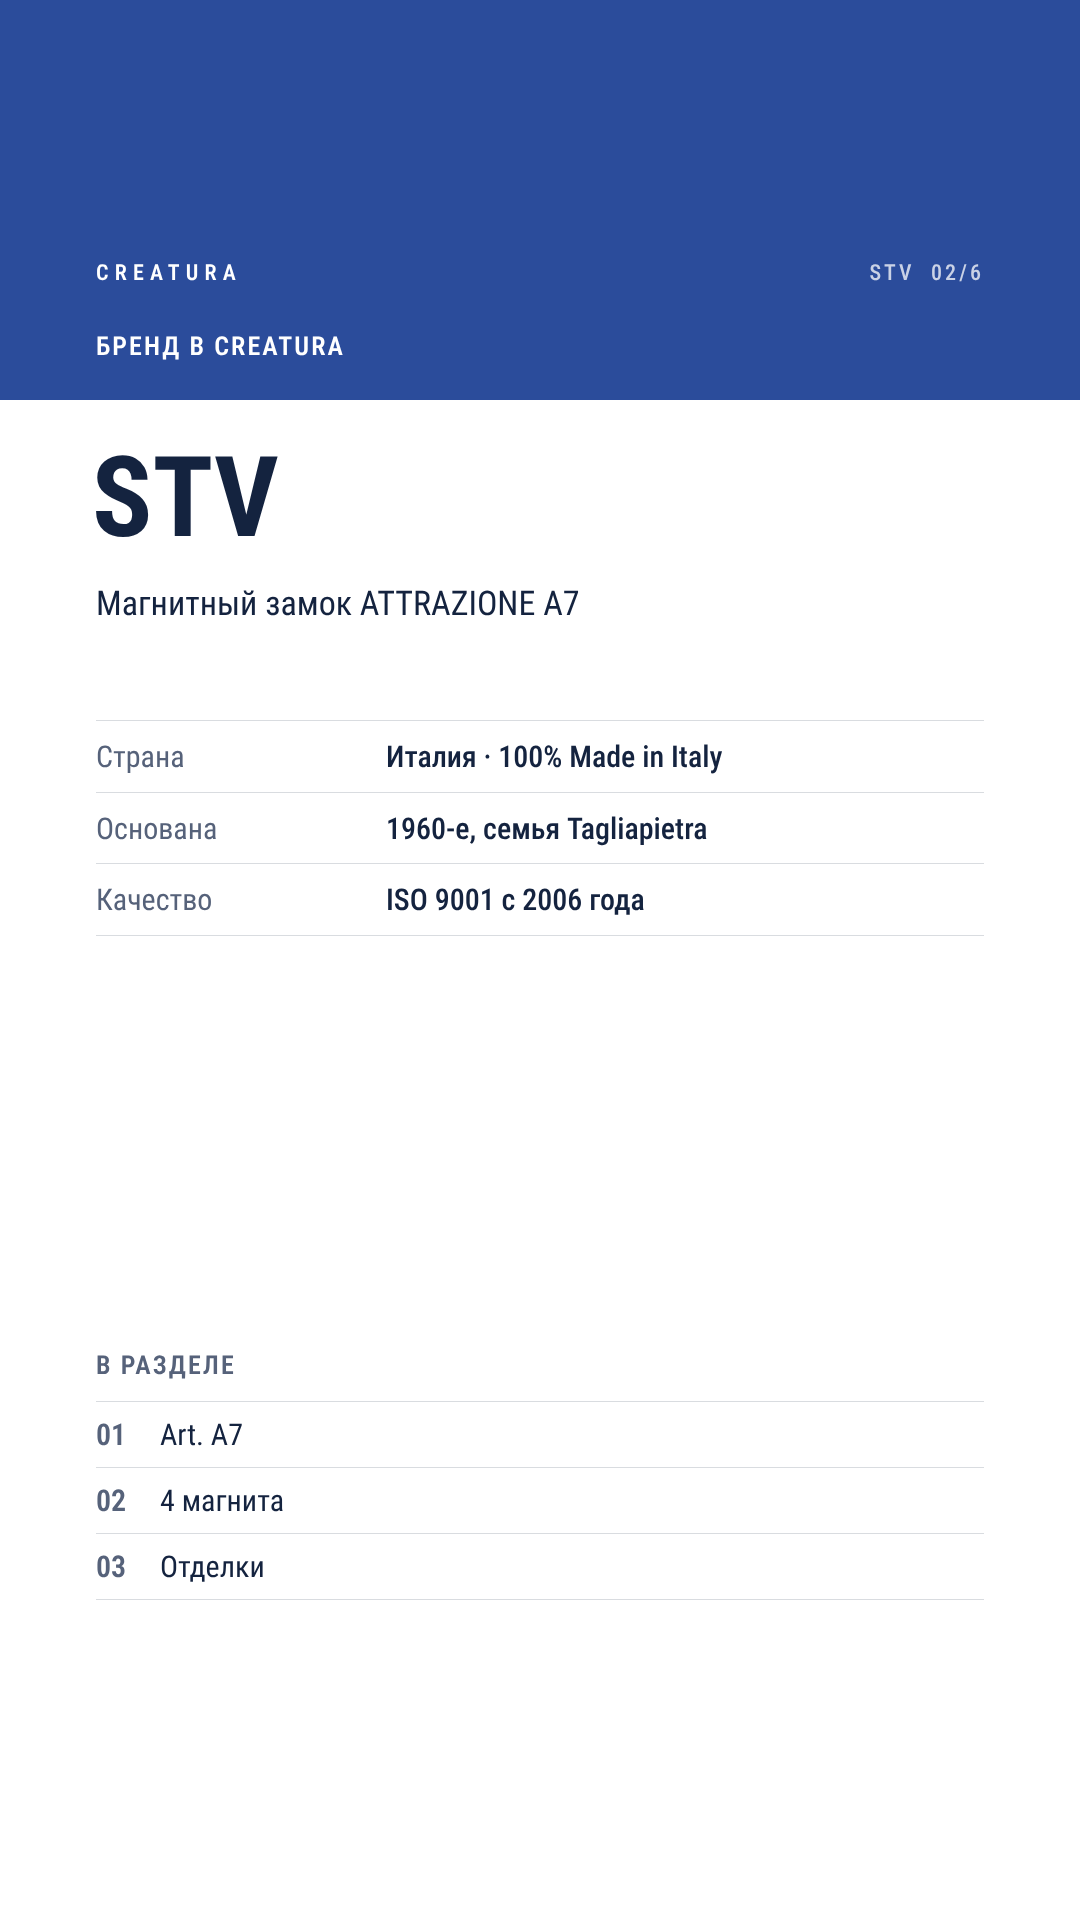 CREATURA
STV 02/6
БРЕНД В CREATURA
STV
Магнитный замок ATTRAZIONE A7
Страна Италия · 100% Made in Italy
Основана 1960-е, семья Tagliapietra
Качество ISO 9001 с 2006 года
В РАЗДЕЛЕ
01 Art. A7
02 4 магнита
03 Отделки